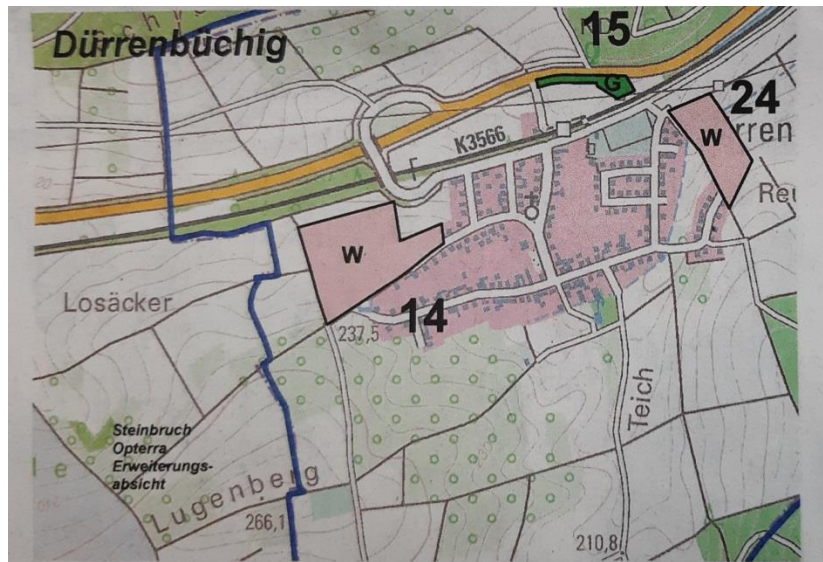 Dürrenbüchig
15
G
24
W
rren
K3566
Reu
W
Losäcker
14
237,5
Teich
Steinbruch
Opterra
Erweiterungs-
absicht
Lugenberg
266,1
210,8